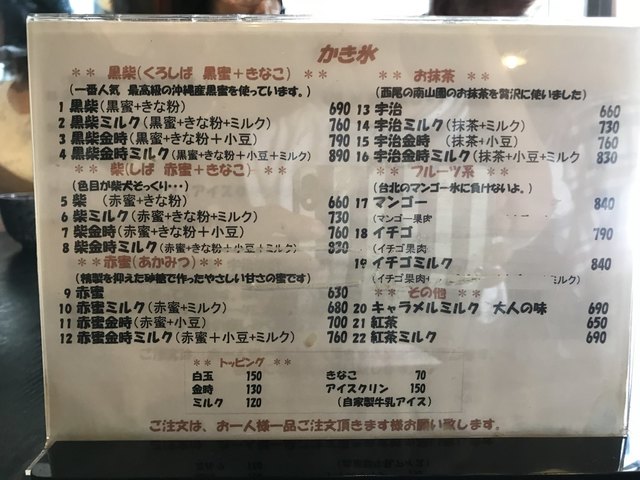 かき氷
** 黒柴(くろしば 黒蜜+きなこ) **
(一番人気 最高級の沖縄産黒蜜を使っています。)
1 黒柴(黒蜜+きな粉) 690
2 黒柴ミルク(黒蜜+きな粉+ミルク) 760
3 黒柴金時(黒蜜+きな粉+小豆) 790
4 黒柴金時ミルク(黒蜜+きな粉+小豆+ミルク) 890
** 柴(しば 赤蜜+きなこ) **
(色目が柴犬そっくり・・・)
5 柴 (赤蜜+きな粉) 660
6 柴ミルク(赤蜜+きな粉+ミルク) 730
7 柴金時(赤蜜+きな粉+小豆) 760
8 柴金時ミルク(赤蜜+きな粉+小豆+ミルク) 830
**赤蜜(あかみつ) **
(精製を抑えた砂糖で作ったやさしい甘さの蜜です)
9 赤蜜 630
10 赤蜜ミルク(赤蜜+ミルク) 680
11 赤蜜金時(赤蜜+小豆) 700
12 赤蜜金時ミルク(赤蜜+小豆+ミルク) 760
** お抹茶 **
(西尾の南山園のお抹茶を贅沢に使いました)
13 宇治 660
14 宇治ミルク(抹茶+ミルク) 730
15 宇治金時 (抹茶+小豆) 760
16 宇治金時ミルク(抹茶+小豆+ミルク 830
** フルーツ系 **
(台北のマンゴー氷に負けないよ。)
17 マンゴー 840
(マンゴー果肉
18 イチゴ 790
(イチゴ果肉
19 イチゴミルク 840
(イチゴ果肉+ ミルク)
** その他 **
20 キャラメルミルク 大人の味 690
21 紅茶 650
22 紅茶ミルク 690
** トッピング **
白玉 150
金時 130
ミルク 120
きなこ 70
アイスクリン 150
(自家製牛乳アイス)
ご注文は、お一人様一品ご注文頂きます様お願い致します。